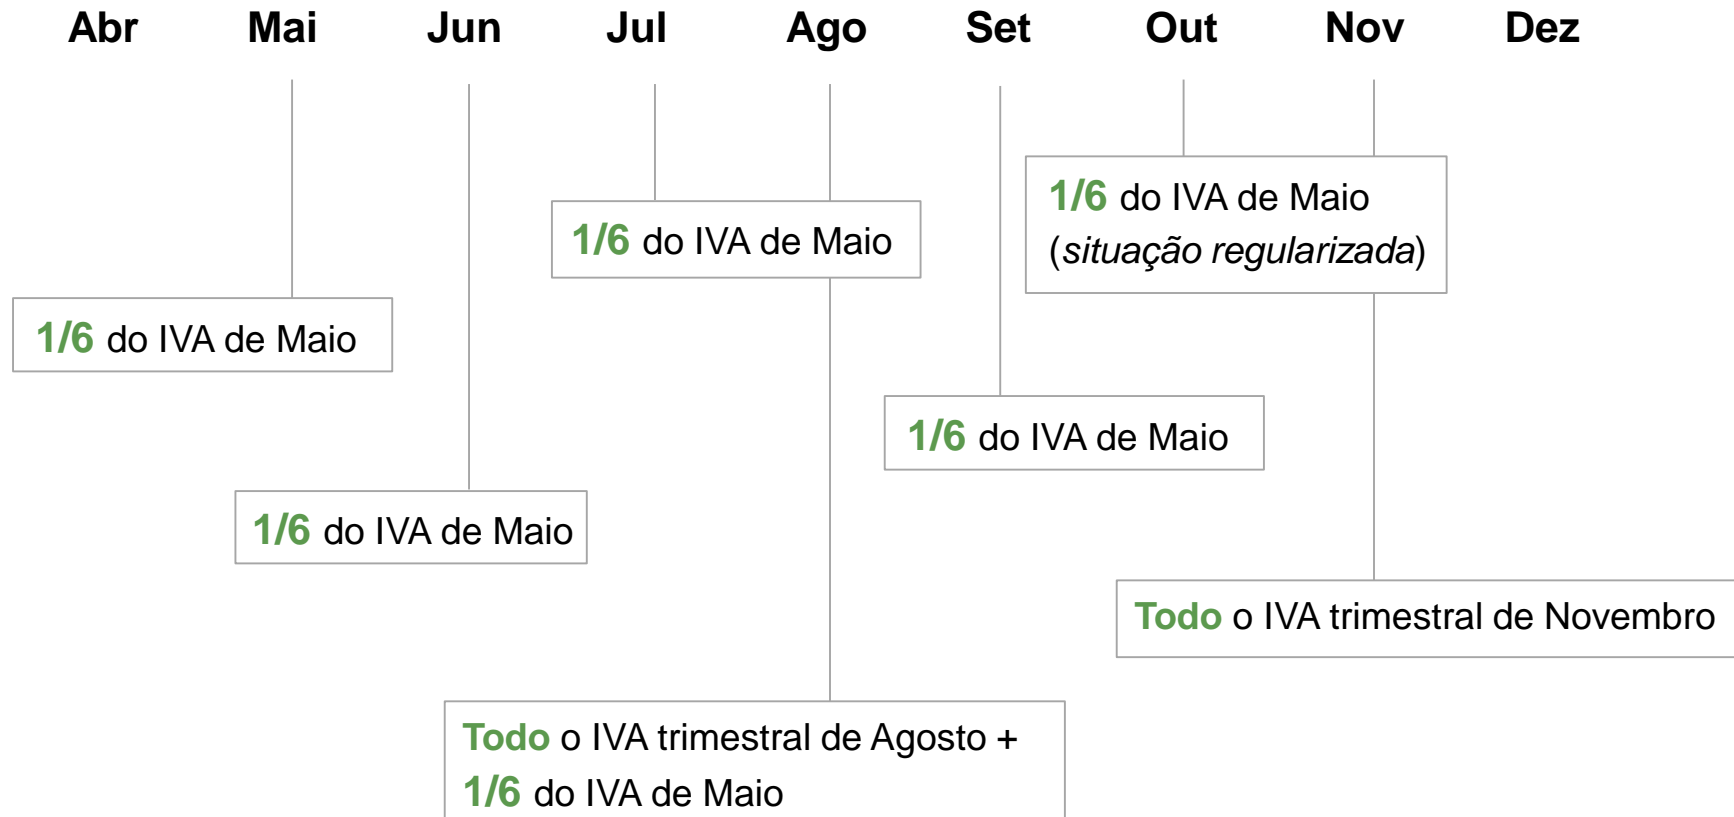 Abr Mai Jun Jul Ago Set Out Nov Dez
1/6 do IVA de Maio
(situação regularizada)
1/6 do IVA de Maio
1/6 do IVA de Maio
1/6 do IVA de Maio
1/6 do IVA de Maio
Todo o IVA trimestral de Novembro
Todo o IVA trimestral de Agosto +
1/6 do IVA de Maio